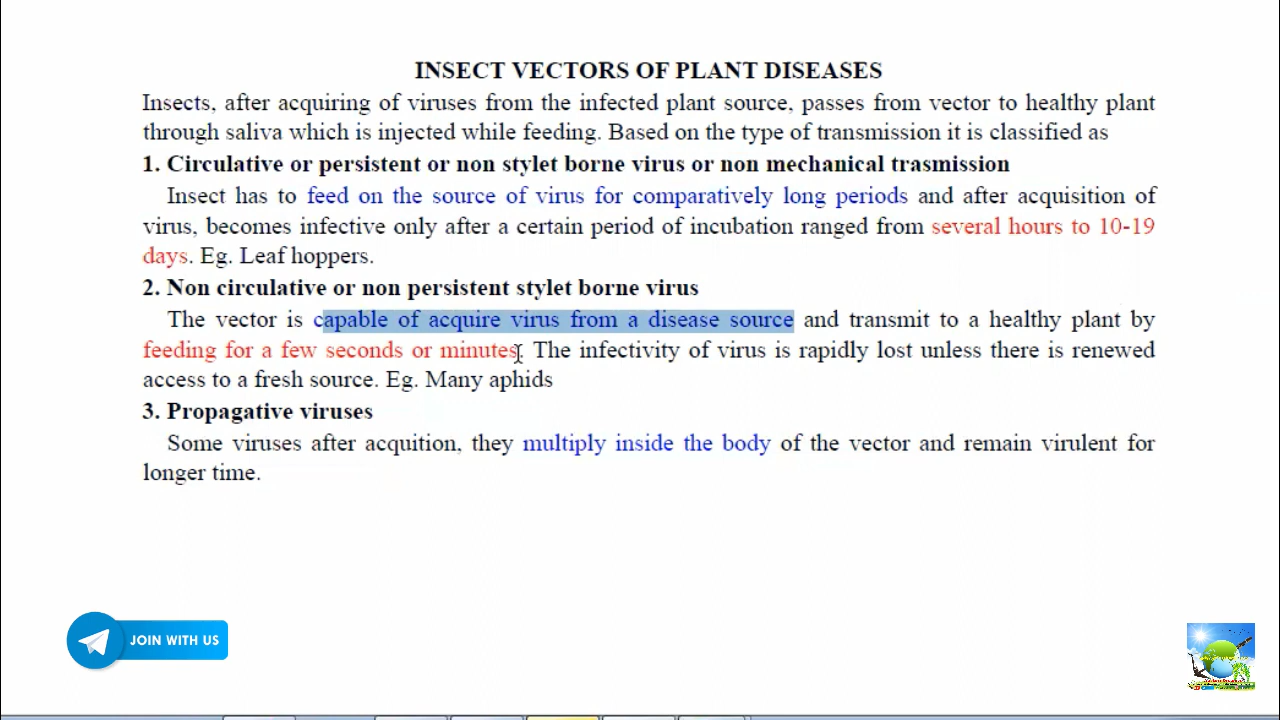 INSECT VECTORS OF PLANT DISEASES
Insects, after acquiring of viruses from the infected plant source, passes from vector to healthy plant
through saliva which is injected while feeding. Based on the type of transmission it is classified as
1. Circulative or persistent or non stylet borne virus or non mechanical trasmission
Insect has to feed on the source of virus for comparatively long periods and after acquisition of
virus, becomes infective only after a certain period of incubation ranged from several hours to 10-19
days. Eg. Leaf hoppers.
2. Non circulative or non persistent stylet borne virus
The vector is capable of acquire virus from a disease source and transmit to a healthy plant by
feeding for a few seconds or minutes. The infectivity of virus is rapidly lost unless there is renewed
access to a fresh source. Eg. Many aphids
3. Propagative viruses
Some viruses after acquition, they multiply inside the body of the vector and remain virulent for
longer time.
JOIN WITH US